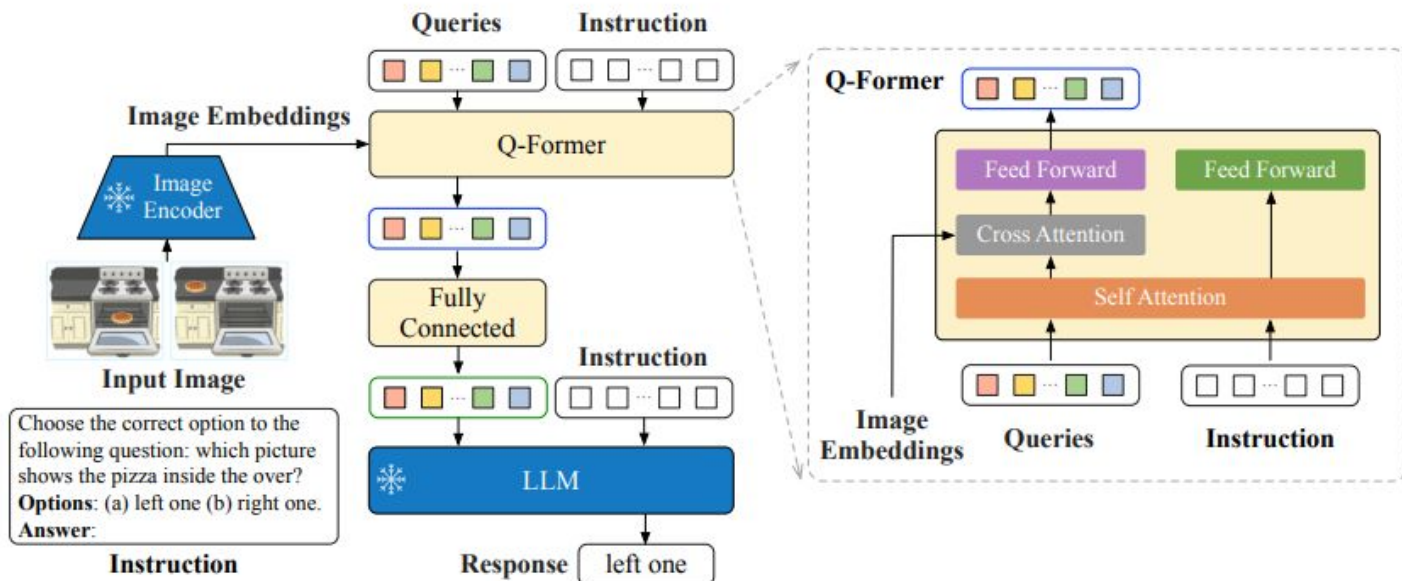 Queries
Instruction
...
...
Image Embeddings
Q-Former
Image
Encoder
...
Fully
Connected
Input Image
Instruction
...
...
LLM
Response
left one
Choose the correct option to the
following question: which picture
shows the pizza inside the over?
Options: (a) left one (b) right one.
Answer:
Instruction
Q-Former
...
Feed Forward
Feed Forward
Cross Attention
Self Attention
...
...
Image
Embeddings
Queries
Instruction